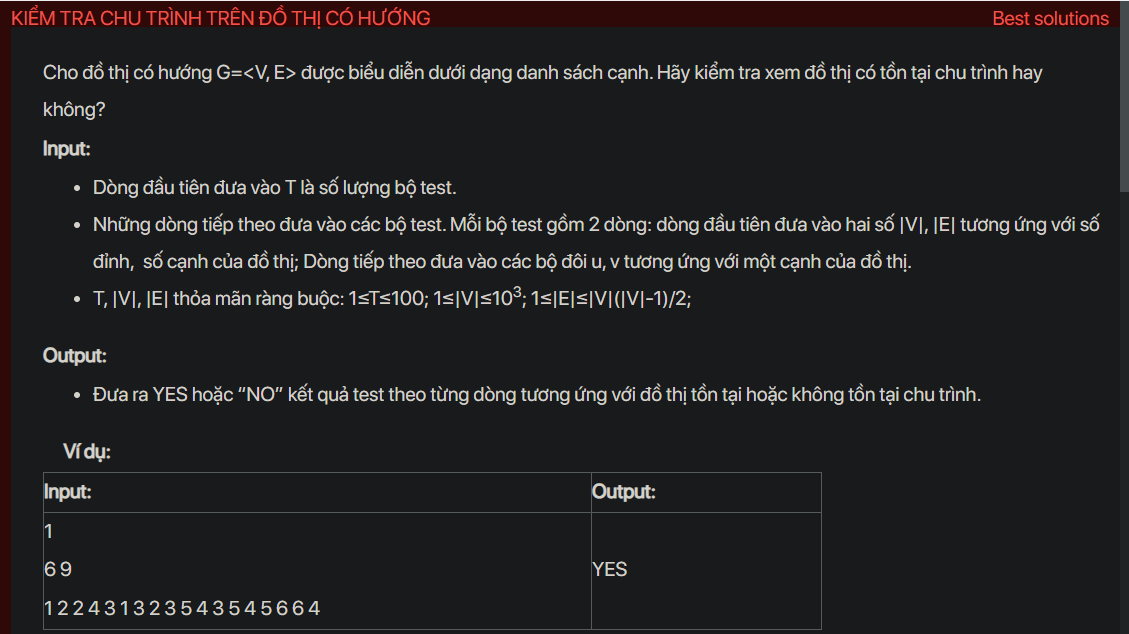 KIỂM TRA CHU TRÌNH TRÊN ĐỒ THỊ CÓ HƯỚNG
Best solutions
Cho đồ thị có hướng G=<V, E> được biểu diễn dưới dạng danh sách cạnh. Hãy kiểm tra xem đồ thị có tồn tại chu trình hay
không?
Input:
• Dòng đầu tiên đưa vào T là số lượng bộ test.
• Những dòng tiếp theo đưa vào các bộ test. Mỗi bộ test gồm 2 dòng: dòng đầu tiên đưa vào hai số |V|, |E| tương ứng với số
đỉnh, số cạnh của đồ thị; Dòng tiếp theo đưa vào các bộ đôi u, v tương ứng với một cạnh của đồ thị.
• T, |V|, |E| thỏa mãn ràng buộc: 1≤T≤100; 1≤|V|≤10³; 1≤|E|≤|V|(|V|-1)/2;
Output:
• Đưa ra YES hoặc “NO” kết quả test theo từng dòng tương ứng với đồ thị tồn tại hoặc không tồn tại chu trình.
Ví dụ:
Input:
Output:
1
6 9
YES
1 2 2 4 3 1 3 2 3 5 4 3 5 4 5 6 6 4